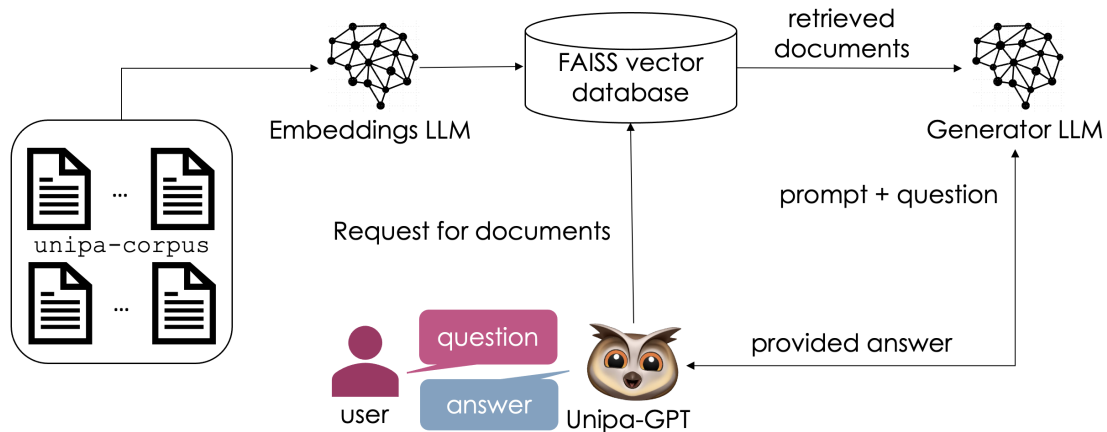 retrieved
documents
FAISS vector
database
Embeddings LLM
Generator LLM
...
unipa-corpus
...
prompt + question
Request for documents
question
answer
provided answer
user
Unipa-GPT